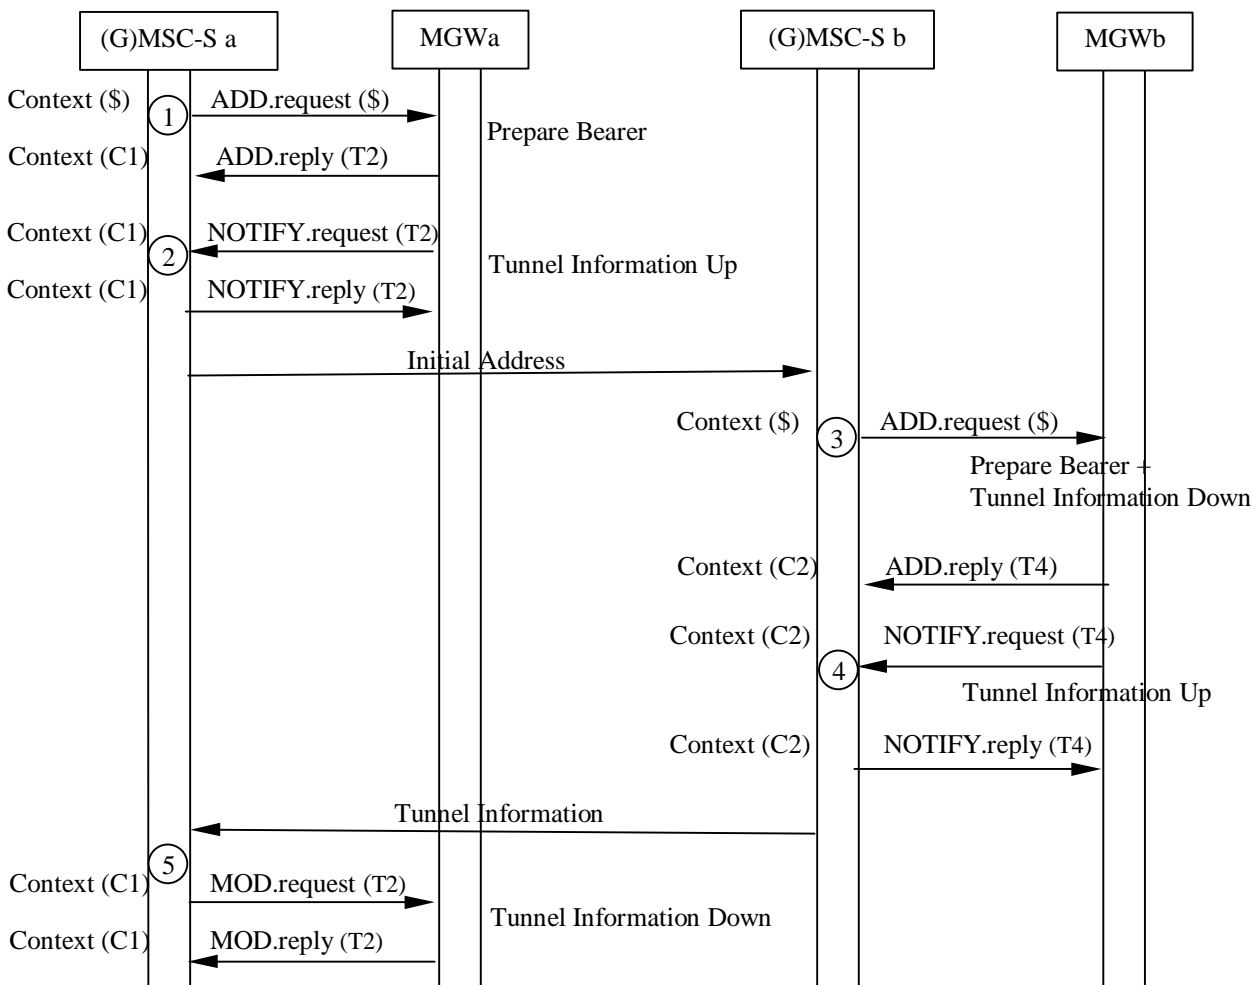 (G)MSC-S a MGWa (G)MSC-S b MGWb
Context ($) 1 ADD.request ($)
Prepare Bearer
Context (C1) ADD.reply (T2)
Context (C1) NOTIFY.request (T2)
2
Tunnel Information Up
Context (C1) NOTIFY.reply (T2)
Initial Address
Context ($) 3 ADD.request ($)
Prepare Bearer +
Tunnel Information Down
Context (C2) ADD.reply (T4)
Context (C2) NOTIFY.request (T4)
4
Tunnel Information Up
Context (C2) NOTIFY.reply (T4)
Tunnel Information
5
Context (C1) MOD.request (T2)
Tunnel Information Down
Context (C1) MOD.reply (T2)